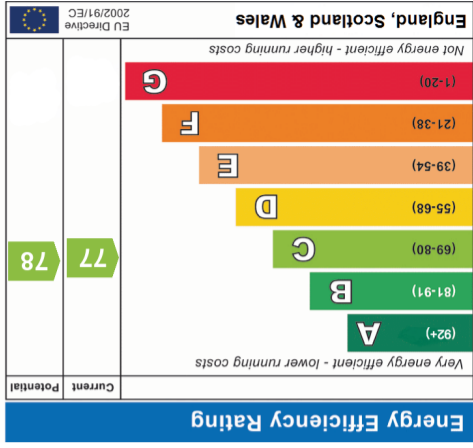 Energy Efficiency Rating
Current Potential
Very energy efficient - lower running costs
(92+) A
(81-91) B
(69-80) C 77 78
(55-68) D
(39-54) E
(21-38) F
(1-20) G
Not energy efficient - higher running costs
England, Scotland & Wales
EU Directive
2002/91/EC